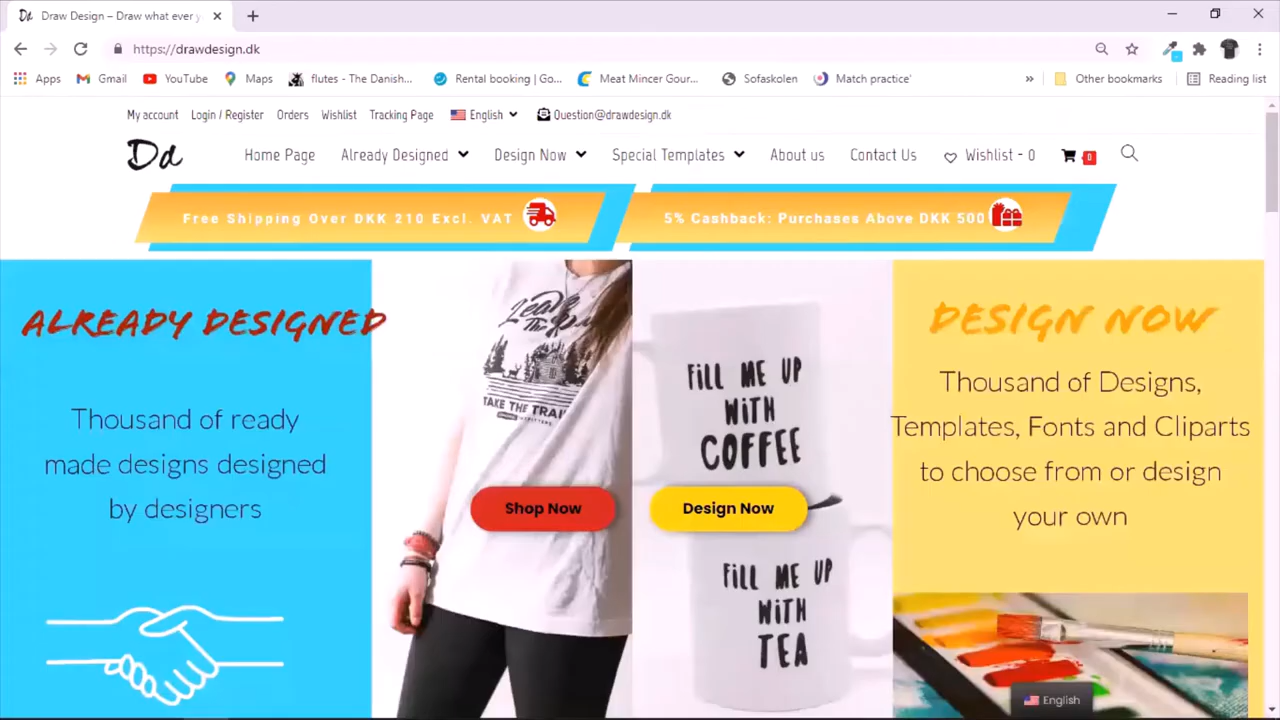 Draw Design – Draw what ever
https://drawdesign.dk
Apps
Gmail
YouTube
Maps
flutes - The Danish...
Rental booking | Go...
Meat Mincer Gour...
Sofaskolen
Match practice'
»
Other bookmarks
Reading list
My account
Login / Register
Orders
Wishlist
Tracking Page
English
Question@drawdesign.dk
Dd
Home Page
Already Designed
Design Now
Special Templates
About us
Contact Us
Wishlist - 0
0
Free Shipping Over DKK 210 Excl. VAT
5% Cashback: Purchases Above DKK 500
ALREADY DESIGNED
Thousand of ready
made designs designed
by designers
Leave
The
TAKE THE TRAI
Shop Now
FILL ME UP
WITH
COFFEE
Design Now
FILL ME UP
WITH
TEA
DESIGN NOW
Thousand of Designs,
Templates, Fonts and Cliparts
to choose from or design
your own
English